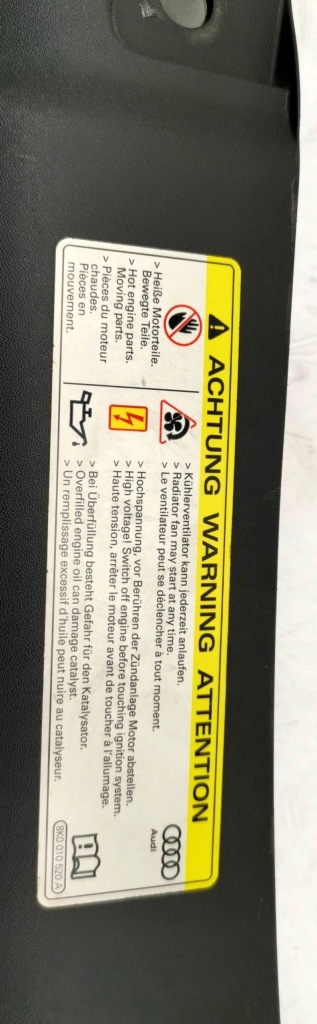 ACHTUNG WARNING ATTENTION
> Heiße Motorteile.
Bewegte Teile.
> Hot engine parts.
Moving parts.
> Pièces du moteur
chaudes.
Pièces en
mouvement.
> Kühlerventilator kann jederzeit anlaufen.
> Radiator fan may start at any time.
> Le ventilateur peut se déclencher à tout moment.
> Hochspannung, vor Berühren der Zündanlage Motor abstellen.
> High voltage! Switch off engine before touching ignition system.
> Haute tension, arrêter le moteur avant de toucher à l'allumage.
> Bei Überfüllung besteht Gefahr für den Katalysator.
> Overfilled engine oil can damage catalyst.
> Un remplissage excessif d'huile peut nuire au catalyseur.
Audi
8K0 010 520 A